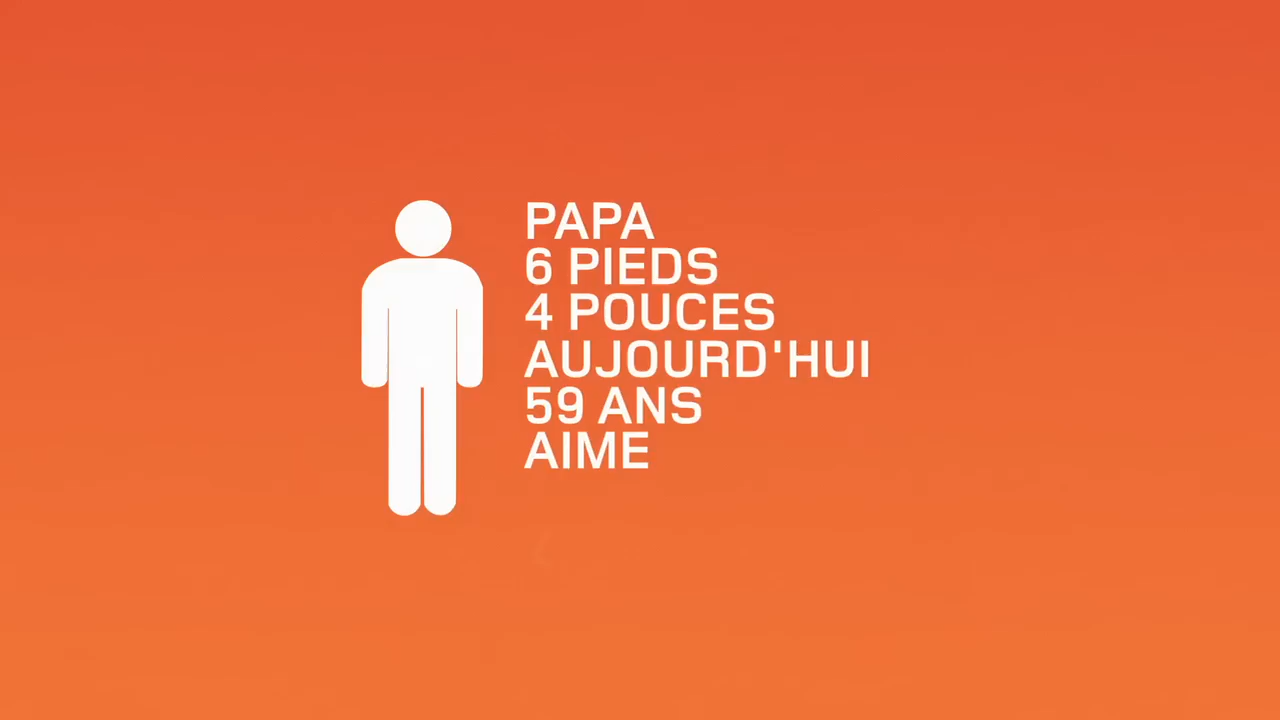 PAPA
6 PIEDS
4 POUCES
AUJOURD'HUI
59 ANS
AIME